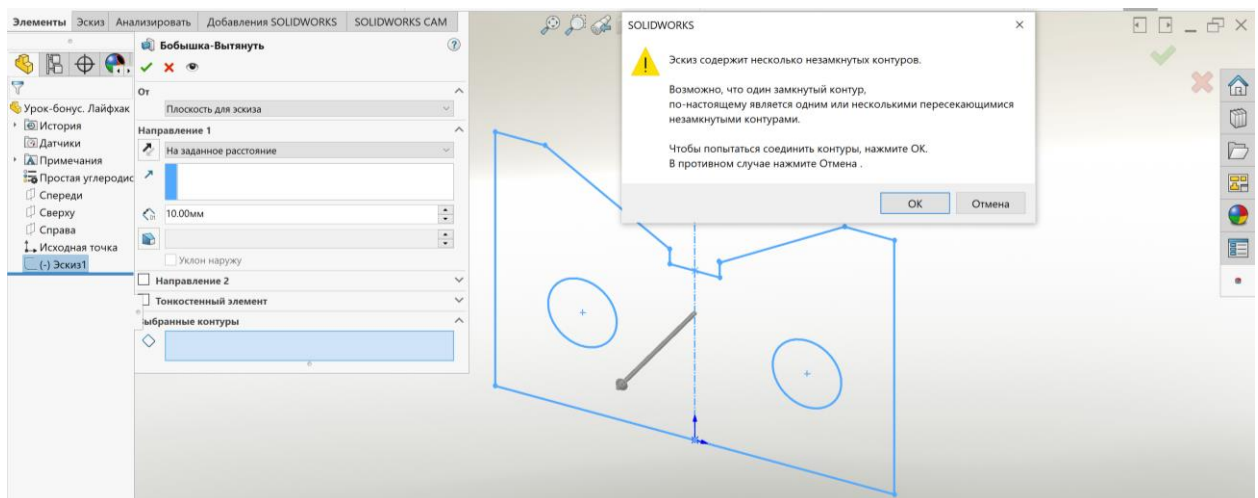 Элементы Эскиз Анализировать Добавления SOLIDWORKS SOLIDWORKS CAM
Бобышка-Вытянуть
От
Плоскость для эскиза
Направление 1
На заданное расстояние
10.00мм
Уклон наружу
Направление 2
Тонкостенный элемент
ыбранные контуры
Урок-бонус. Лайфхак
История
Датчики
Примечания
Простая углеродис
Спереди
Сверху
Справа
Исходная точка
(-) Эскиз1
SOLIDWORKS
Эскиз содержит несколько незамкнутых контуров.
Возможно, что один замкнутый контур,
по-настоящему является одним или несколькими пересекающимися
незамкнутыми контурами.
Чтобы попытаться соединить контуры, нажмите ОК.
В противном случае нажмите Отмена .
ОК Отмена